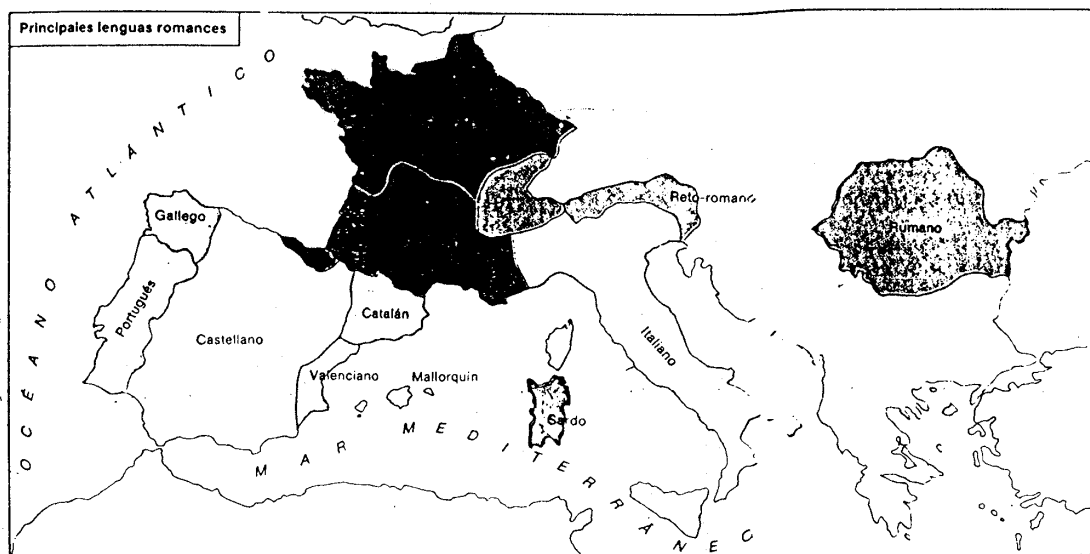 Principales lenguas romances
OCÉANO ATLÁNTICO
Gallego
Portugués
Castellano
Catalán
Valenciano
Mallorquín
Reto-romano
Rumano
Italiano
Sardo
MAR MEDITERRÁNEO